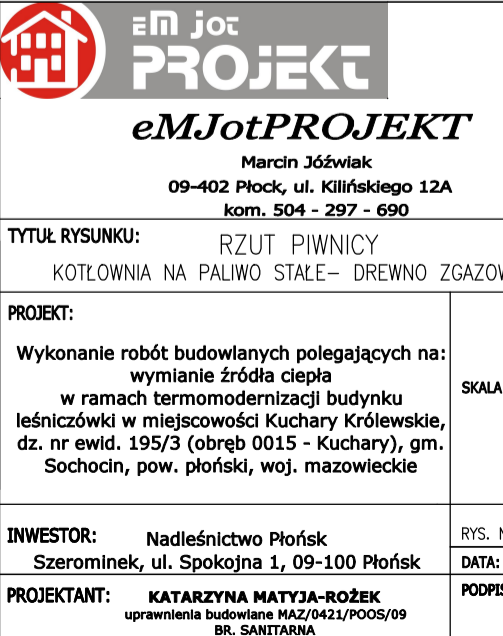 eM jot
PROJEKT
eMJotPROJEKT
Marcin Jóźwiak
09-402 Płock, ul. Kilińskiego 12A
kom. 504 - 297 - 690
TYTUŁ RYSUNKU:
RZUT PIWNICY
KOTŁOWNIA NA PALIWO STAŁE– DREWNO
PROJEKT:
Wykonanie robót budowlanych polegających na:
wymianie źródła ciepła
w ramach termomodernizacji budynku
leśniczówki w miejscowości Kuchary Królewskie,
dz. nr ewid. 195/3 (obręb 0015 - Kuchary), gm.
Sochocin, pow. płoński, woj. mazowieckie
SKALA
INWESTOR:
Nadleśnictwo Płońsk
Szerominek, ul. Spokojna 1, 09-100 Płońsk
RYS.
DATA:
PROJEKTANT:
KATARZYNA MATYJA-ROŻEK
uprawnienia budowlane MAZ/0421/POOS/09
BR. SANITARNA